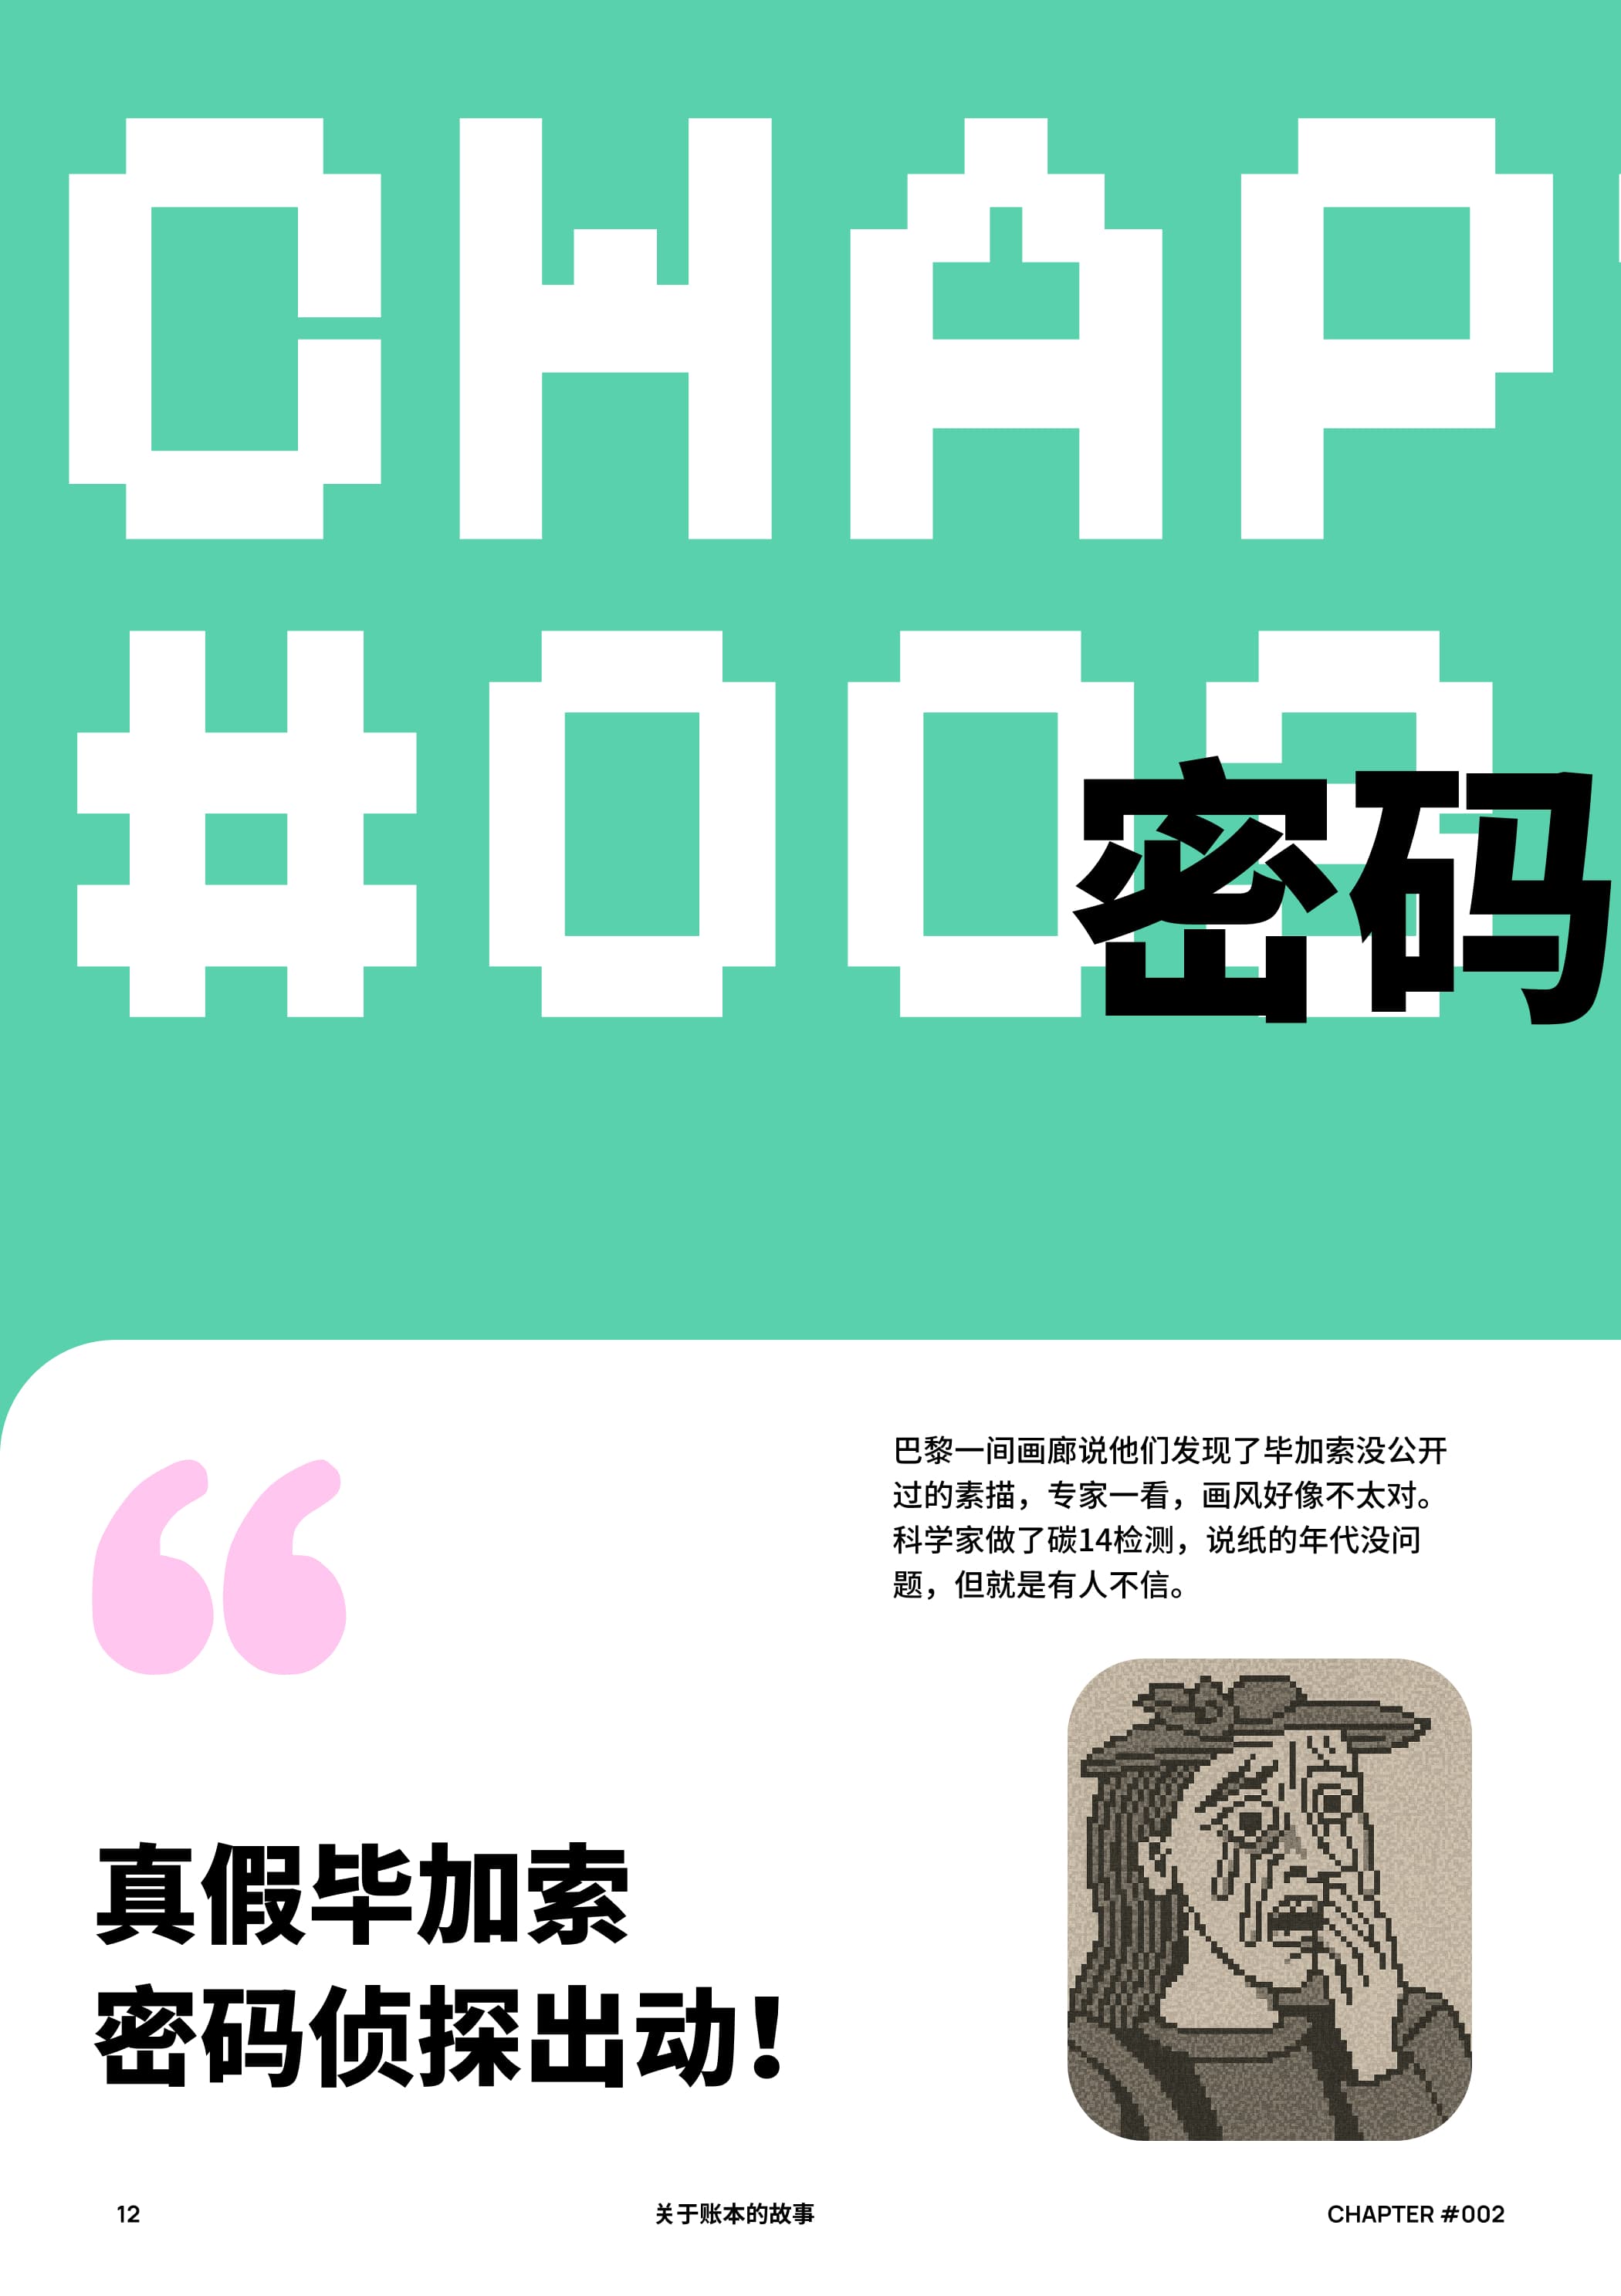 CHAP
#002
密码
巴黎一间画廊说他们发现了毕加索没公开
过的素描，专家一看，画风好像不太对。
科学家做了碳14检测，说纸的年代没问
题，但就是有人不信。
“
真假毕加索
密码侦探出动！
12
关于账本的故事
CHAPTER #002